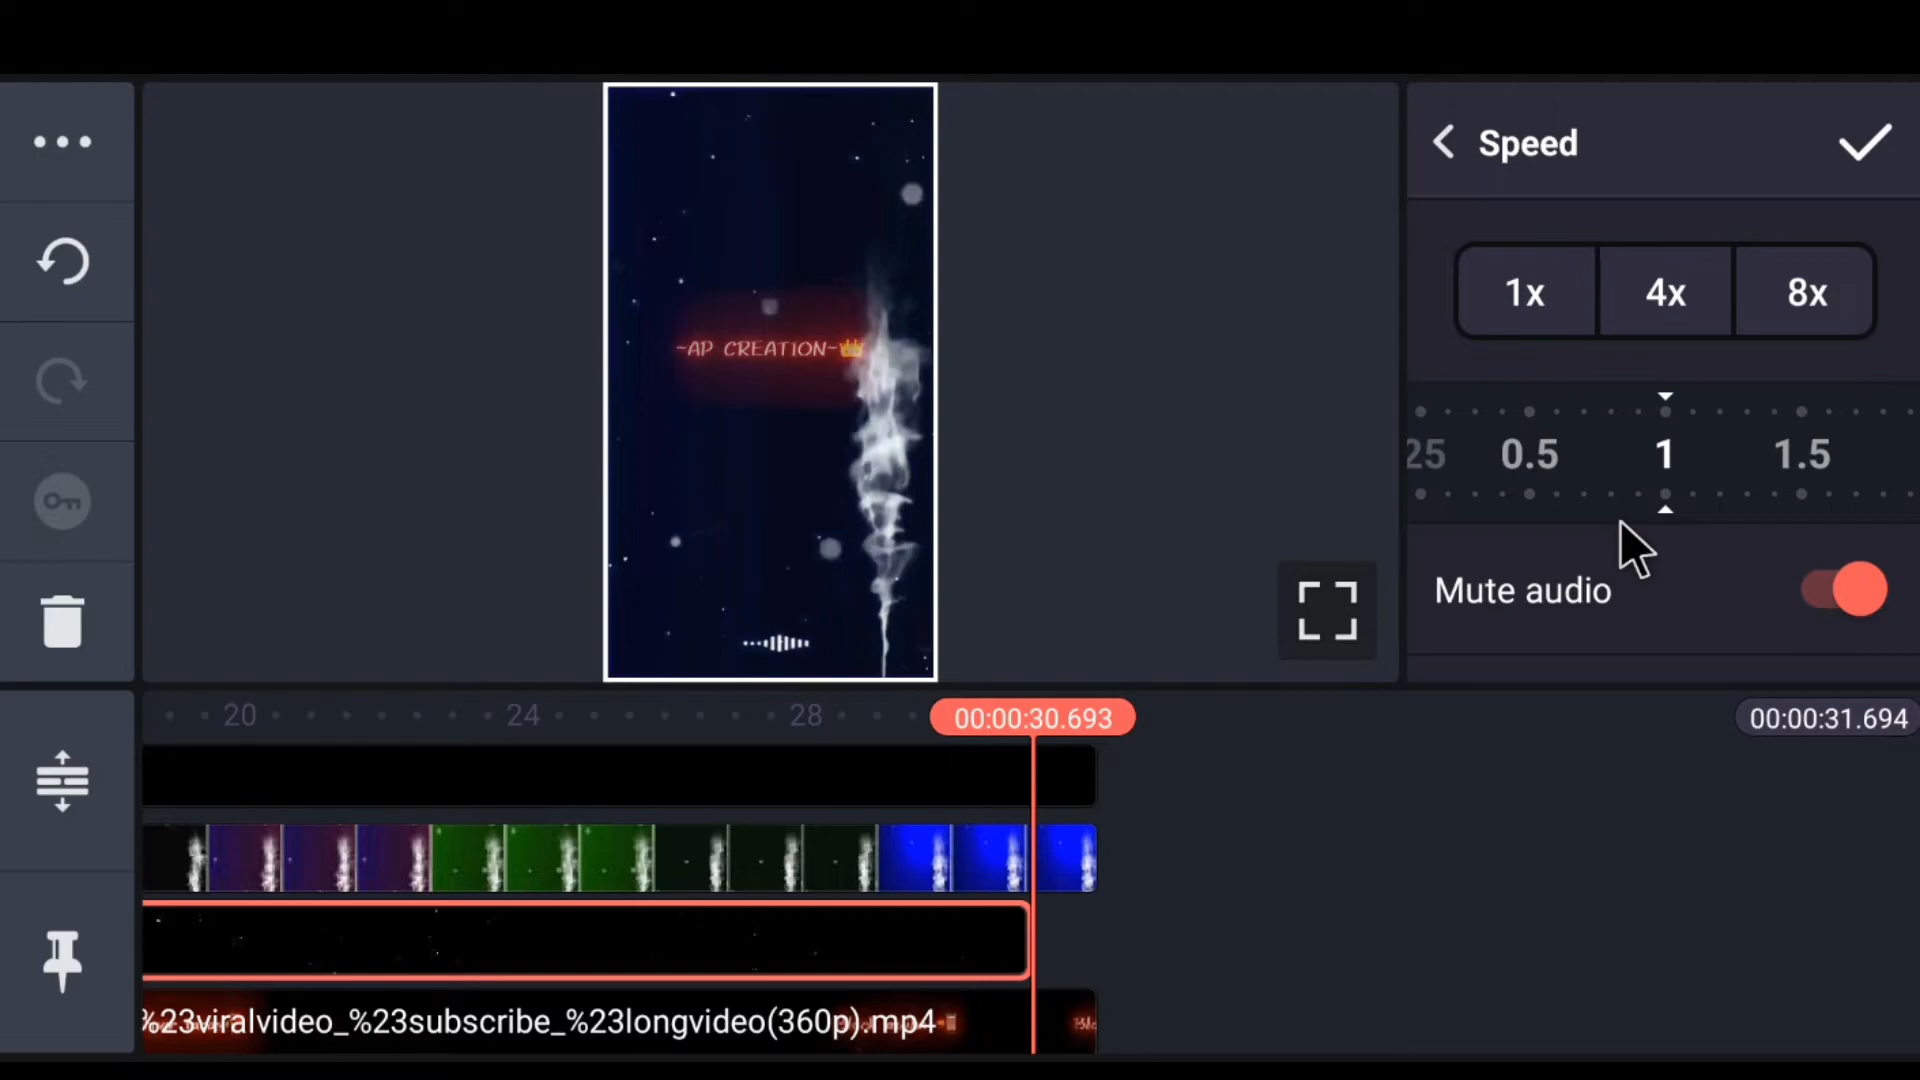 Speed
1x 4x 8x
25 0.5 1 1.5
Mute audio
~AP CREATION~👑
20 24 28 00:00:30.693 00:00:31.694
%23viralvideo_%23subscribe_%23longvideo(360p).mp4